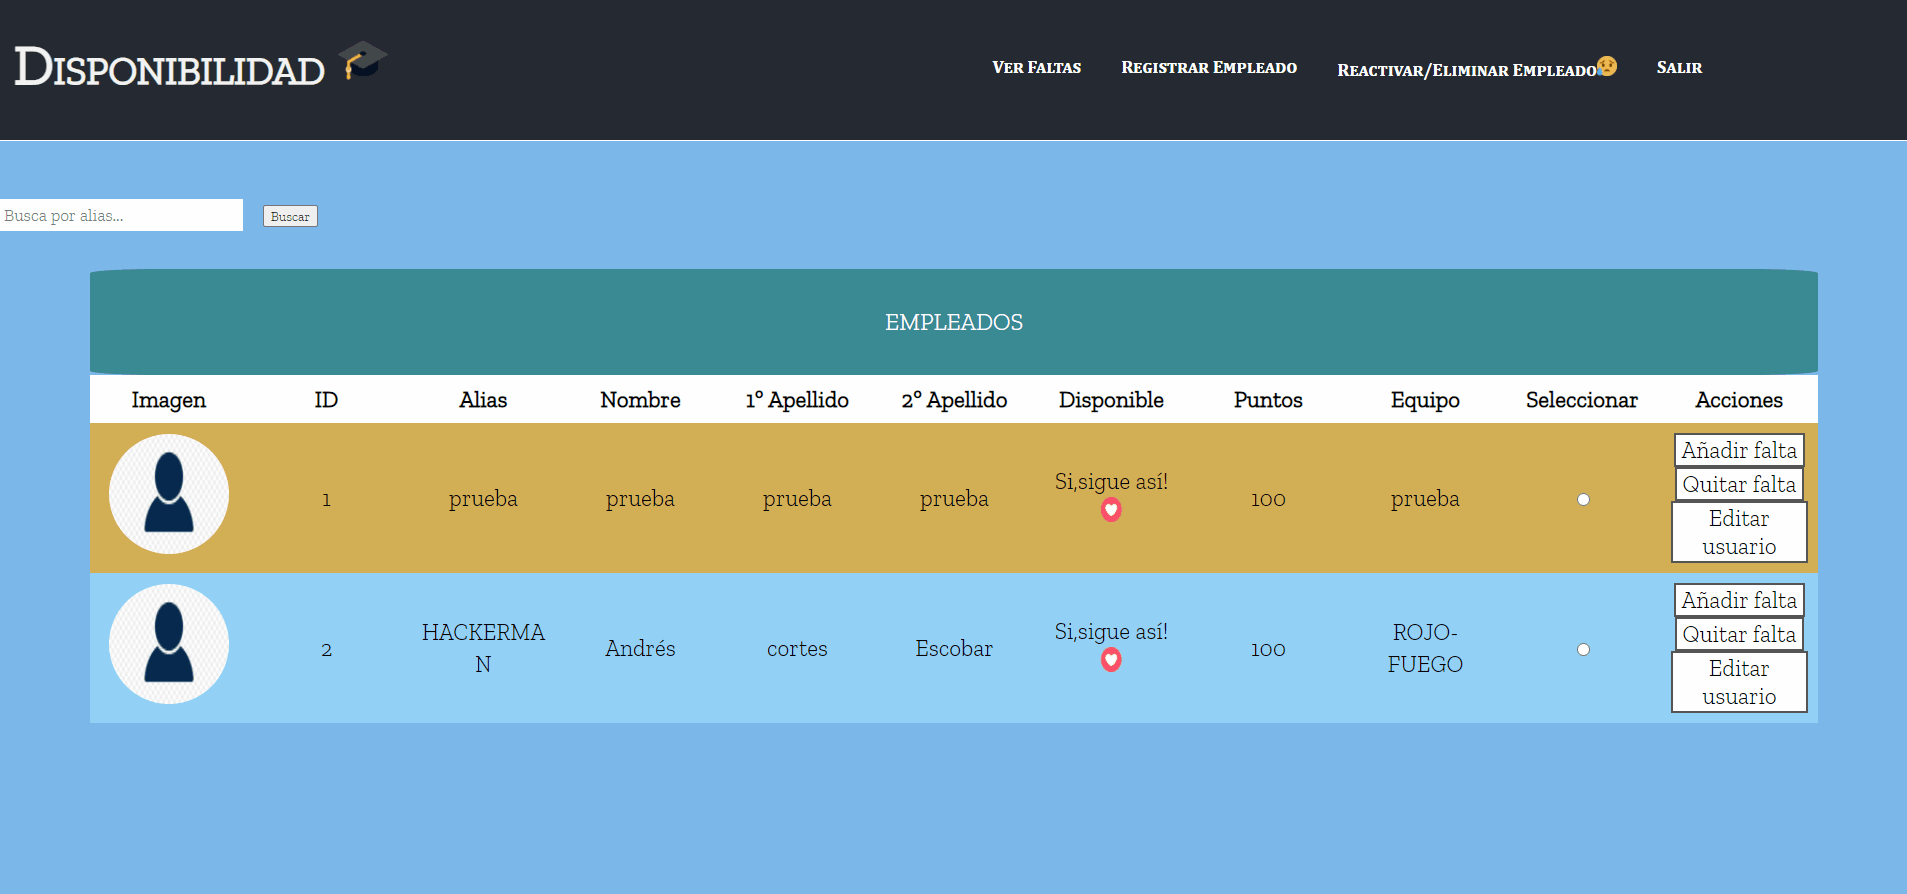 Disponibilidad
Ver Faltas Registrar Empleado Reactivar/Eliminar Empleado Salir
Busca por alias... Buscar
EMPLEADOS
Imagen ID Alias Nombre 1º Apellido 2º Apellido Disponible Puntos Equipo Seleccionar Acciones
1 prueba prueba prueba prueba Si,sigue así! 100 prueba
Añadir falta
Quitar falta
Editar
usuario
2 HACKERMA
N
Andrés cortes Escobar Si,sigue así! 100 ROJO-
FUEGO
Añadir falta
Quitar falta
Editar
usuario